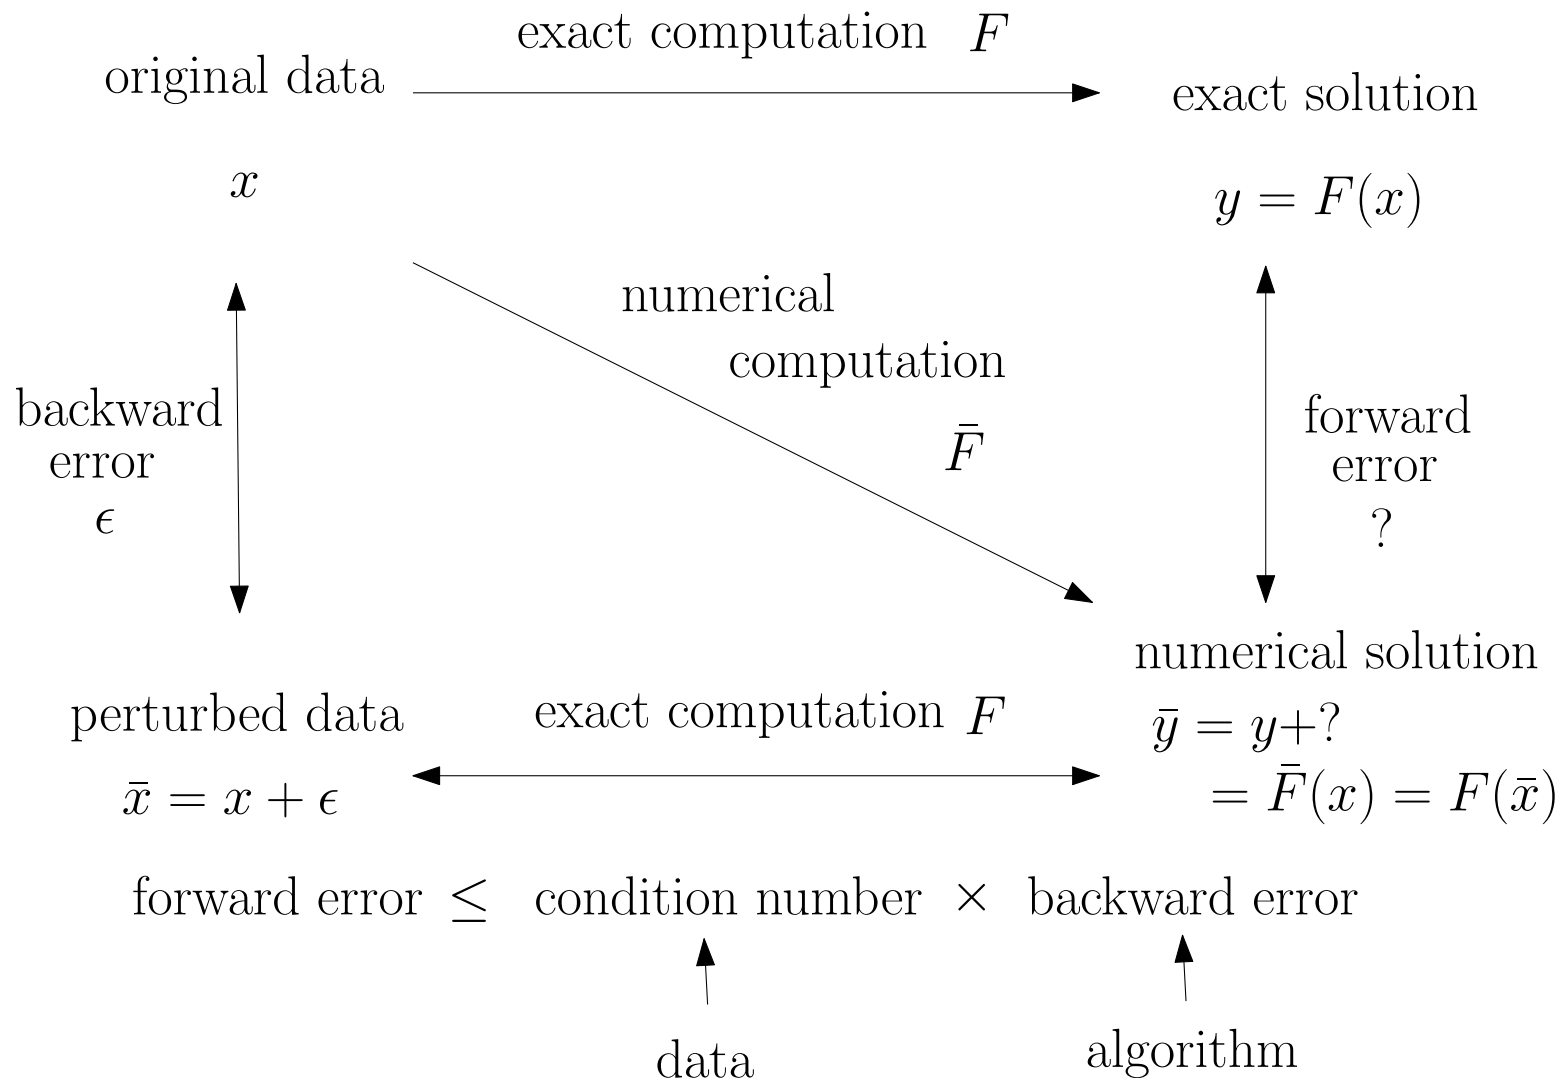 exact computation F
original data
exact solution
x
y = F(x)
numerical
computation
F̄
backward
error
ϵ
forward
error
?
numerical solution
perturbed data
exact computation F
ȳ = y+?
x̄ = x + ϵ
= F̄(x) = F(x̄)
forward error ≤ condition number × backward error
data
algorithm